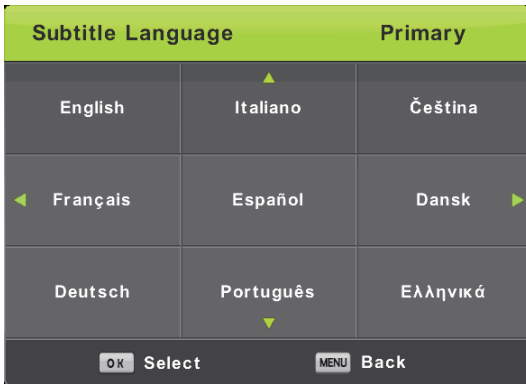 Subtitle Language Primary
English Italiano Čeština
Français Español Dansk
Deutsch Português Ελληνικά
OK Select MENU Back